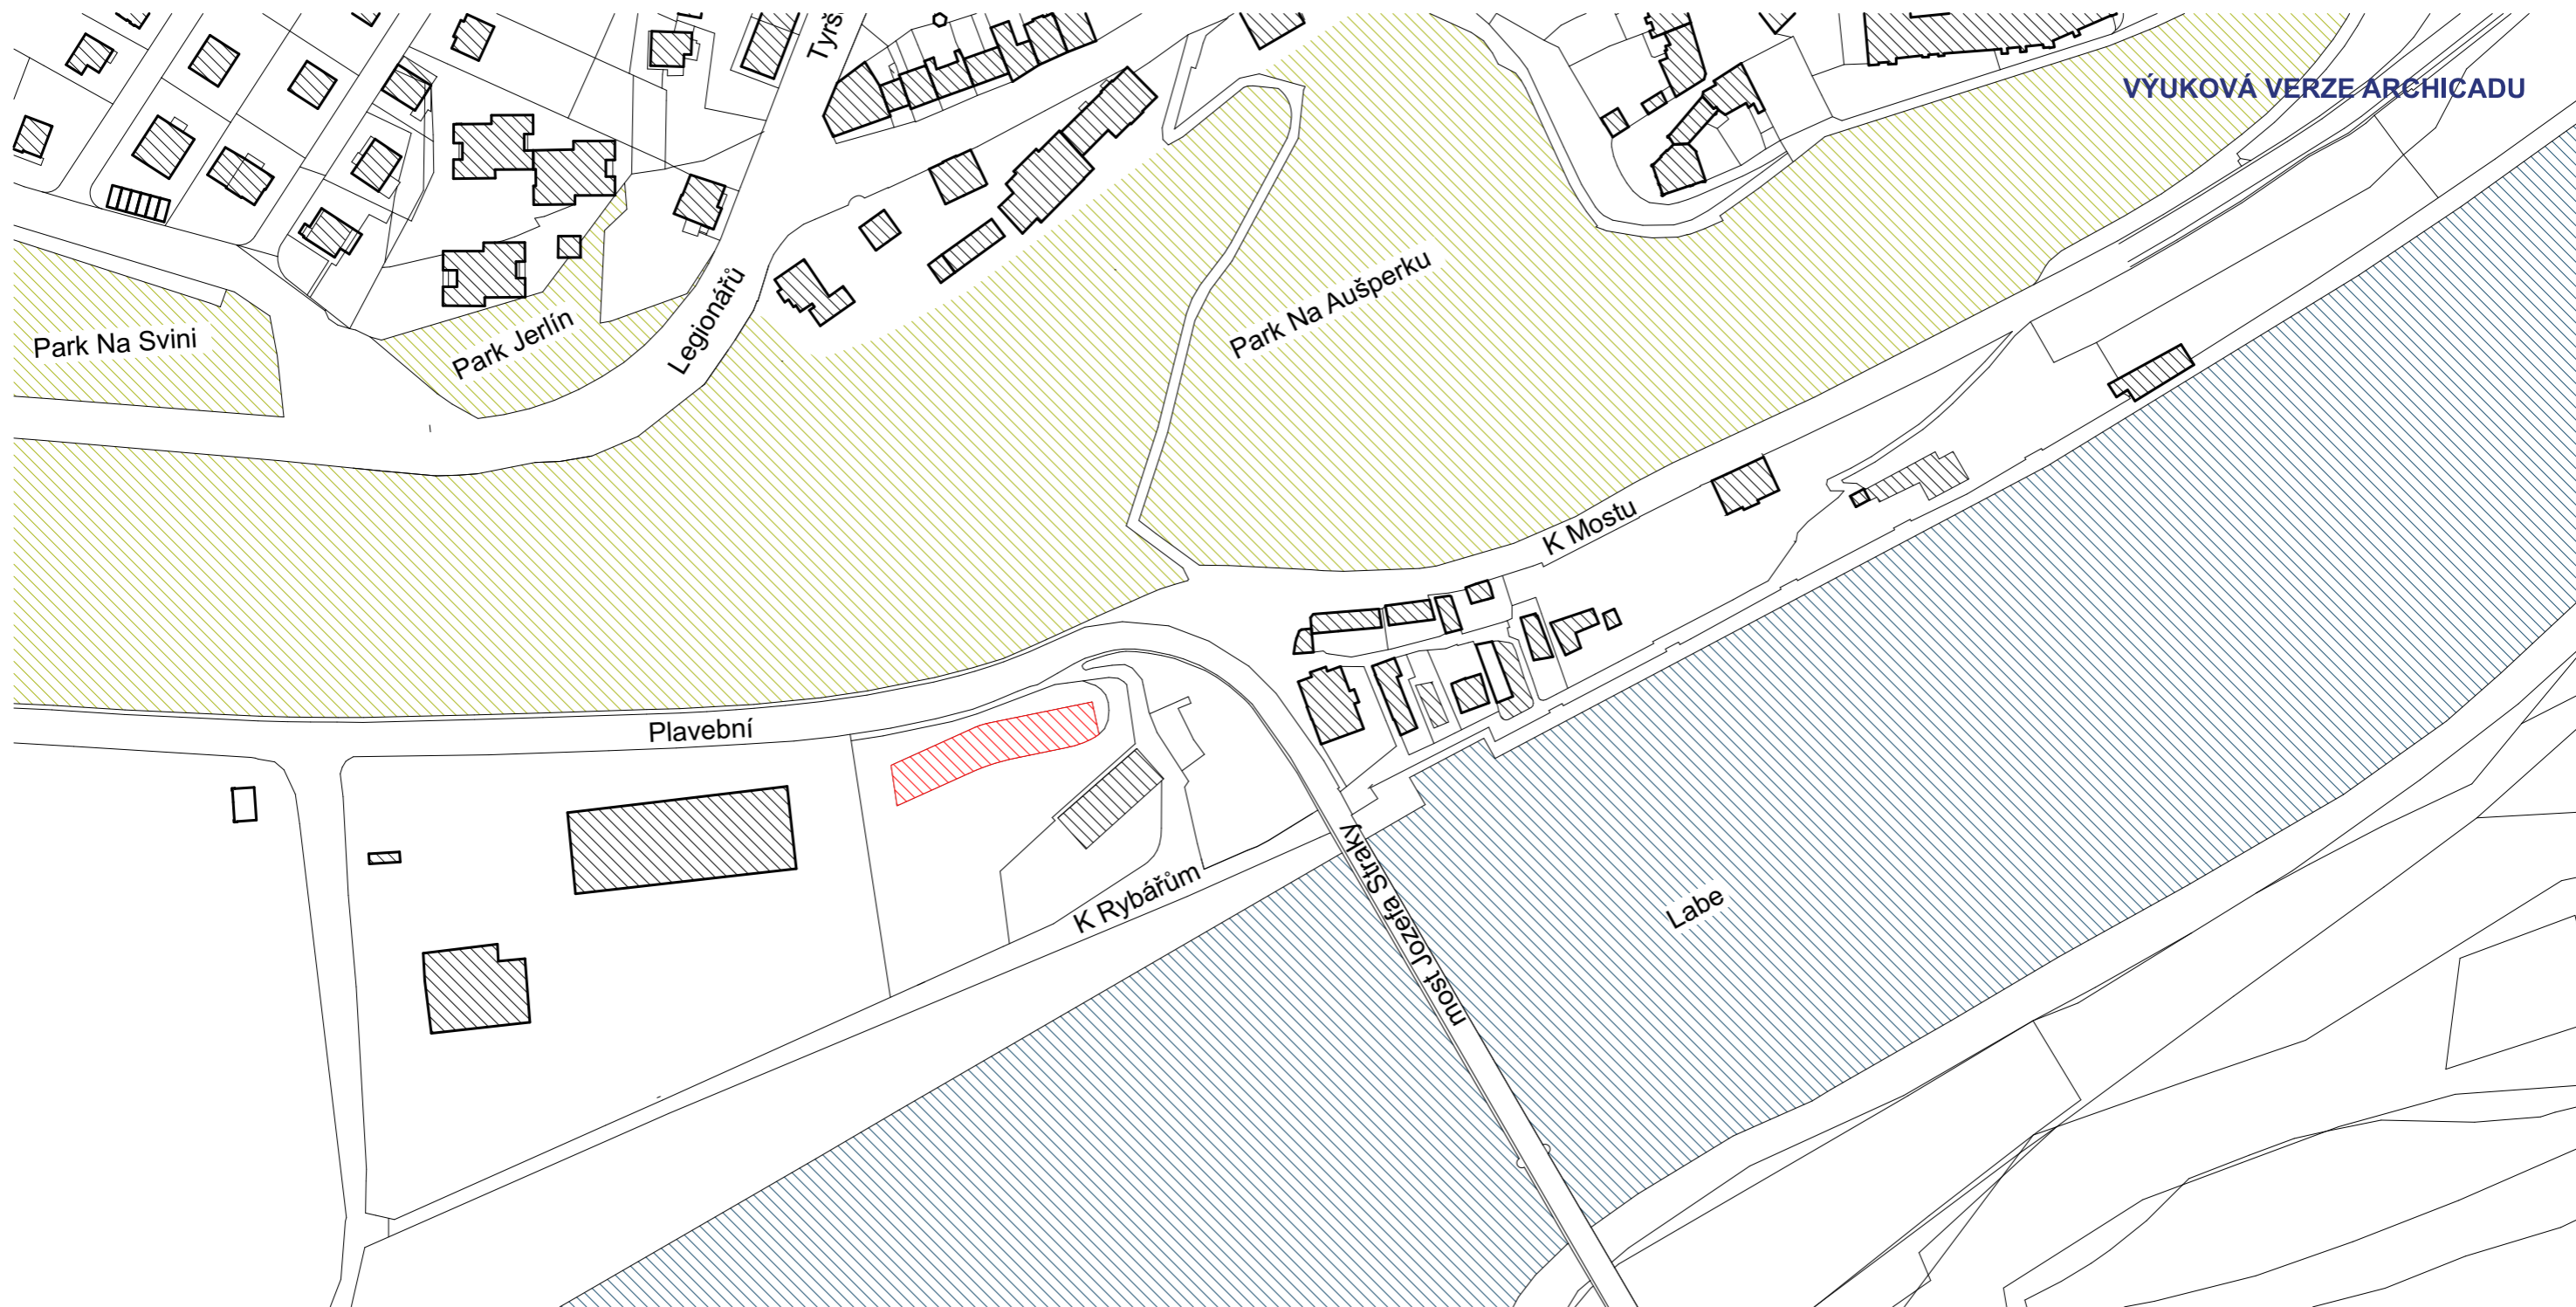 Tyrš
VÝUKOVÁ VERZE ARCHICADU
Park Na Svini
Park Jerlín
Legionářů
Park Na Aušperku
K Mostu
Plavební
K Rybářům
most Jozefa Straky
Labe